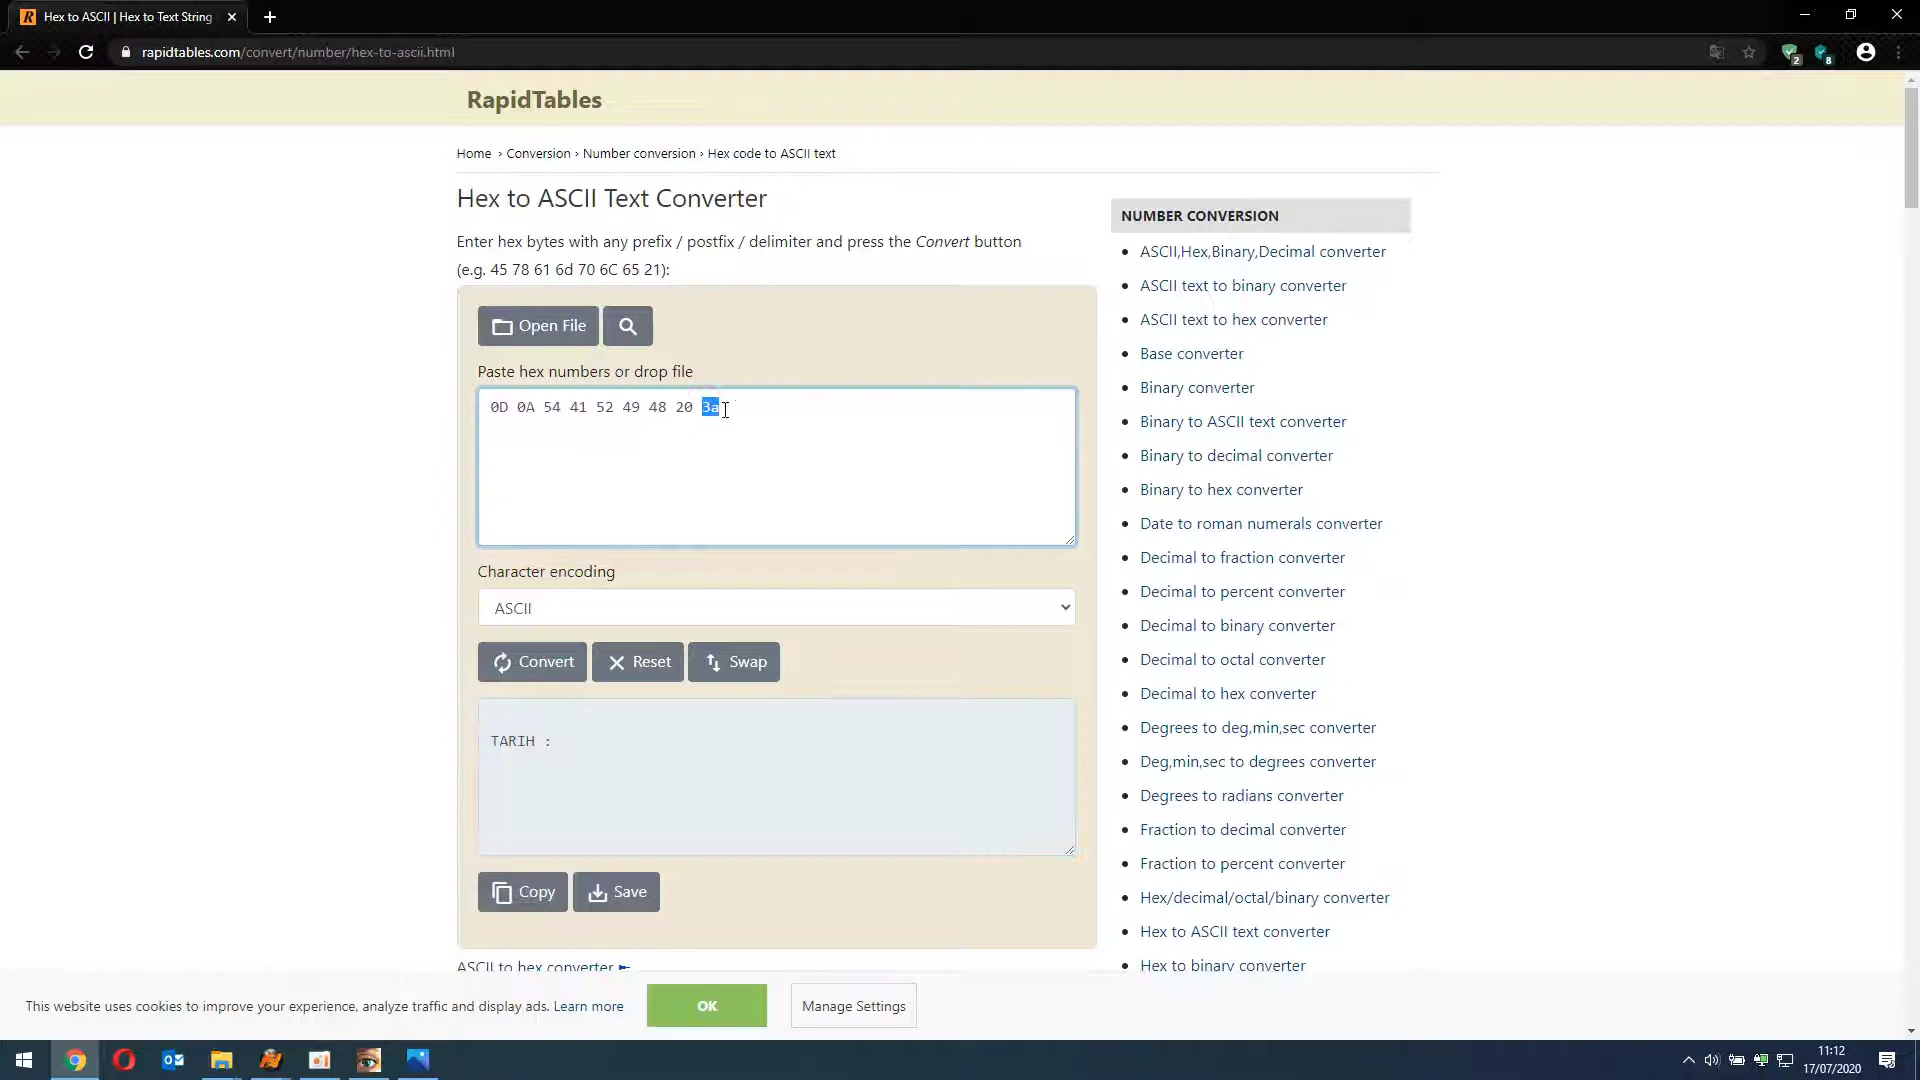 Hex to ASCII | Hex to Text String
rapidtables.com/convert/number/hex-to-ascii.html
2
8
RapidTables
Home › Conversion › Number conversion › Hex code to ASCII text
Hex to ASCII Text Converter
Enter hex bytes with any prefix / postfix / delimiter and press the Convert button
(e.g. 45 78 61 6d 70 6C 65 21):
Open File
Paste hex numbers or drop file
0D 0A 54 41 52 49 48 20 3a
Character encoding
ASCII
Convert
Reset
Swap
TARIH :
Copy
Save
ASCII to hex converter ►
NUMBER CONVERSION
ASCII,Hex,Binary,Decimal converter
ASCII text to binary converter
ASCII text to hex converter
Base converter
Binary converter
Binary to ASCII text converter
Binary to decimal converter
Binary to hex converter
Date to roman numerals converter
Decimal to fraction converter
Decimal to percent converter
Decimal to binary converter
Decimal to octal converter
Decimal to hex converter
Degrees to deg,min,sec converter
Deg,min,sec to degrees converter
Degrees to radians converter
Fraction to decimal converter
Fraction to percent converter
Hex/decimal/octal/binary converter
Hex to ASCII text converter
Hex to binary converter
This website uses cookies to improve your experience, analyze traffic and display ads. Learn more
OK
Manage Settings
11:12
17/07/2020